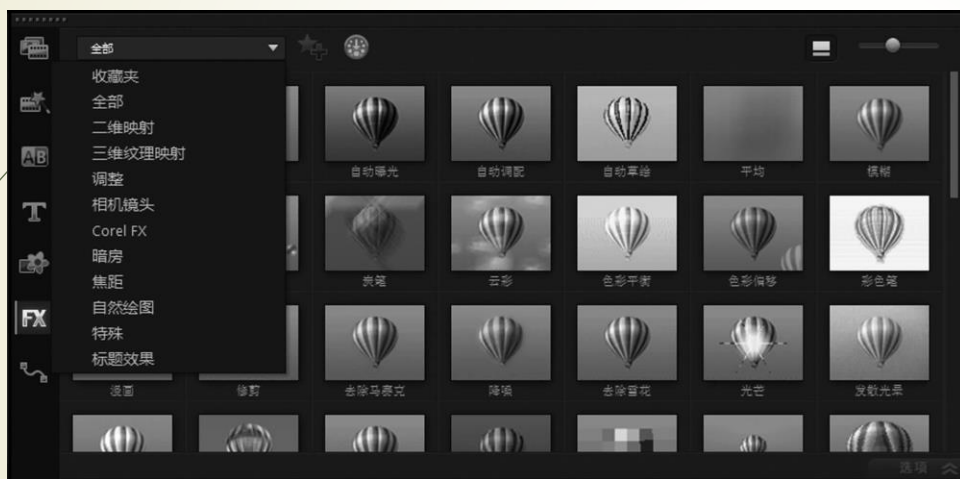 全部
收藏夹
全部
二维映射
三维纹理映射
调整
相机镜头
Corel FX
暗房
焦距
自然绘图
特殊
标题效果
AB
T
FX
自动曝光 自动调配 自动草绘 平均 模糊
炭笔 云彩 色彩平衡 色彩偏移 彩色笔
漫画 修剪 去除马赛克 降噪 去除雪花 光芒 发散光晕
选项